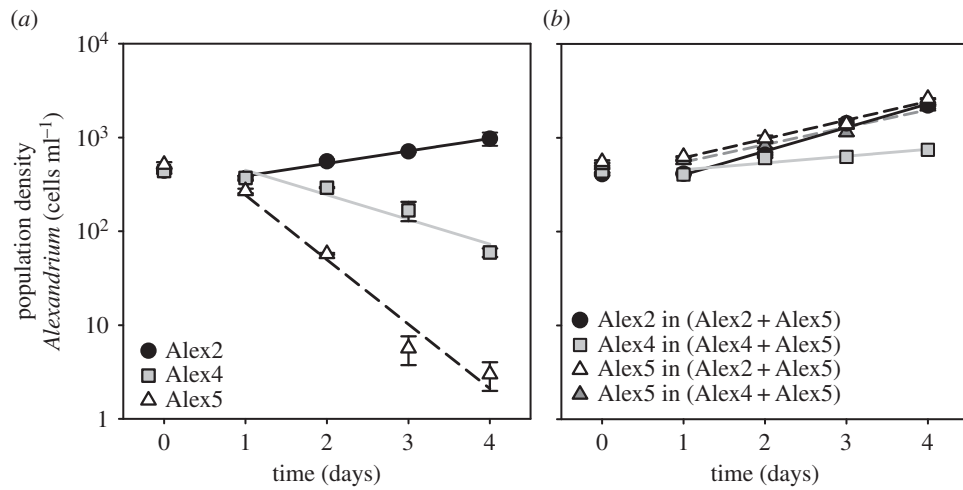 (a)
(b)
10⁴
10³
10²
10
1
population density
Alexandrium (cells ml⁻¹)
Alex2
Alex4
Alex5
0 1 2 3 4
time (days)
Alex2 in (Alex2 + Alex5)
Alex4 in (Alex4 + Alex5)
Alex5 in (Alex2 + Alex5)
Alex5 in (Alex4 + Alex5)
0 1 2 3 4
time (days)